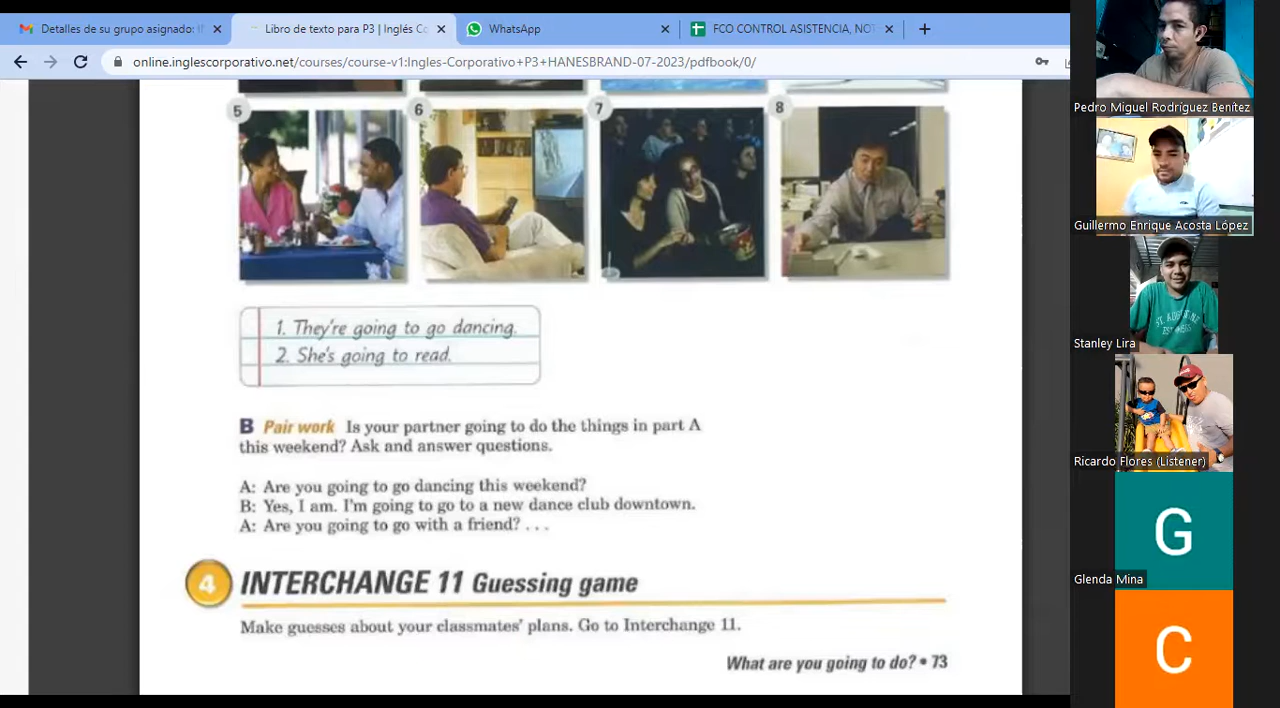 Detalles de su grupo asignado: I
Libro de texto para P3 | Inglés Co
WhatsApp
FCO CONTROL ASISTENCIA, NOT
online.inglescorporativo.net/courses/course-v1:Ingles-Corporativo+P3+HANESBRAND-07-2023/pdfbook/0/
5
6
7
8
1. They're going to go dancing.
2. She's going to read.
B Pair work Is your partner going to do the things in part A
this weekend? Ask and answer questions.
A: Are you going to go dancing this weekend?
B: Yes, I am. I'm going to go to a new dance club downtown.
A: Are you going to go with a friend? . . .
4 INTERCHANGE 11 Guessing game
Make guesses about your classmates' plans. Go to Interchange 11.
What are you going to do? • 73
Pedro Miguel Rodríguez Benítez
Guillermo Enrique Acosta López
ST. AUGUSTINE
Stanley Lira
Ricardo Flores (Listener)
G
Glenda Mina
C